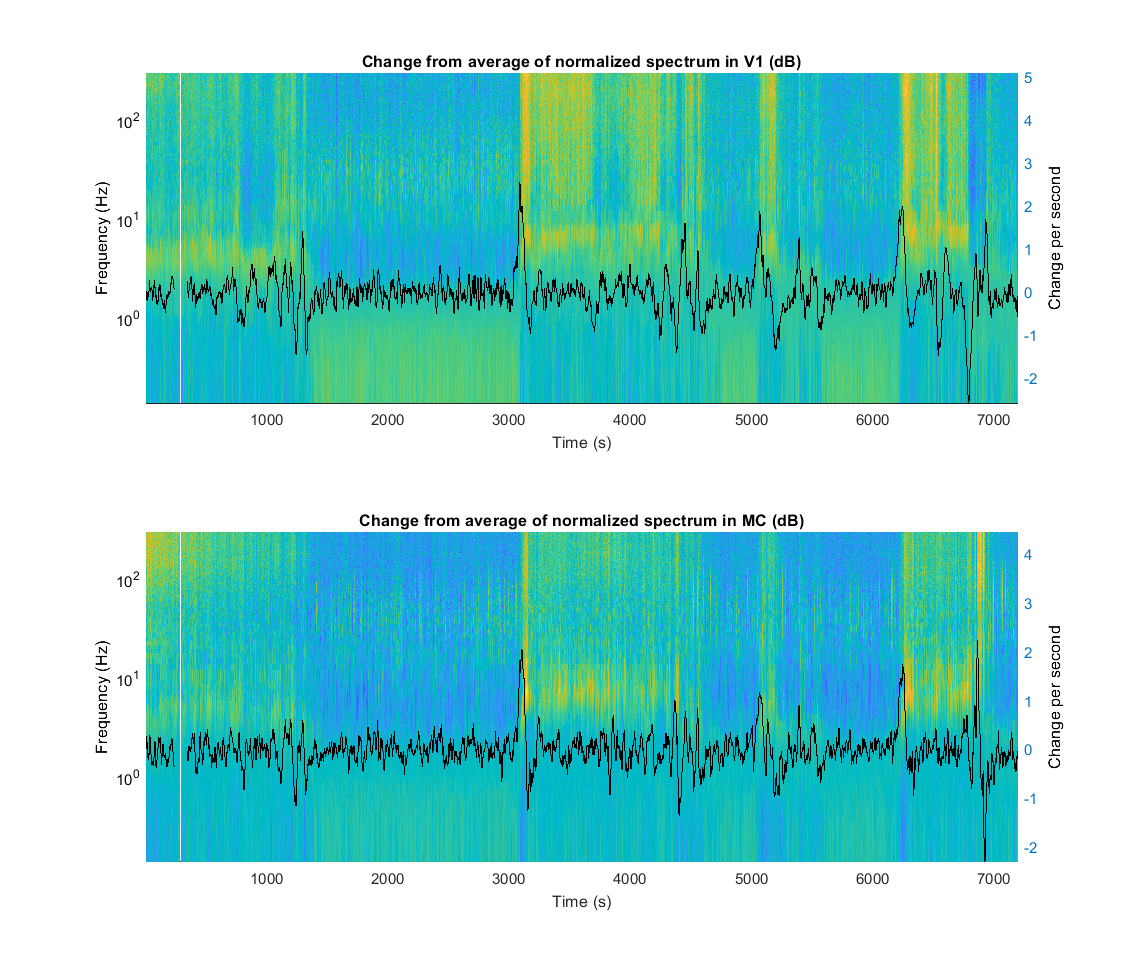 Change from average of normalized spectrum in V1 (dB)
10^2
10^1
10^0
Frequency (Hz)
5
4
3
2
1
0
-1
-2
Change per second
1000 2000 3000 4000 5000 6000 7000
Time (s)
Change from average of normalized spectrum in MC (dB)
10^2
10^1
10^0
Frequency (Hz)
4
3
2
1
0
-1
-2
Change per second
1000 2000 3000 4000 5000 6000 7000
Time (s)